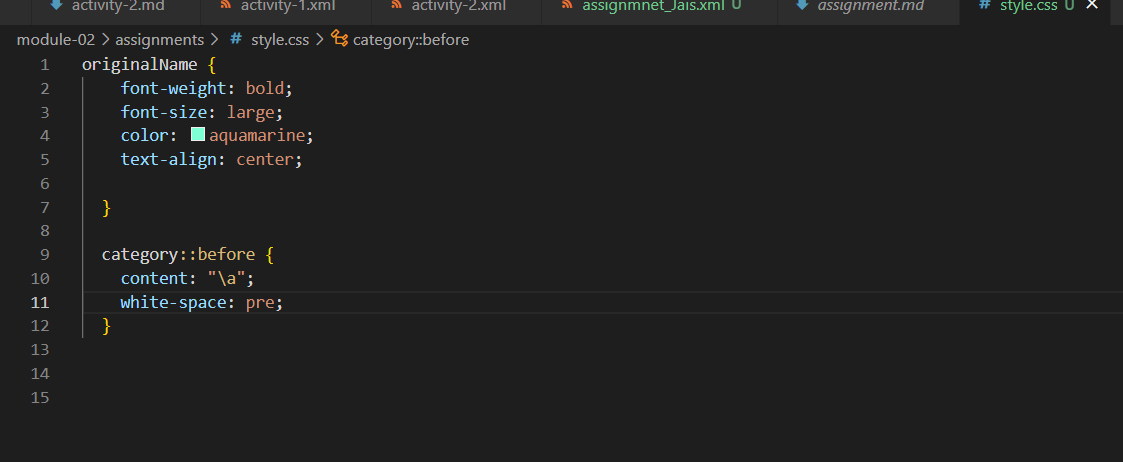 activity-2.md activity-1.xml activity-2.xml assignmnet_Jais.xml U assignment.md # style.css U ×
module-02 > assignments > # style.css > category::before
1 originalName {
2 font-weight: bold;
3 font-size: large;
4 color: aquamarine;
5 text-align: center;
6
7 }
8
9 category::before {
10 content: "\a";
11 white-space: pre;
12 }
13
14
15